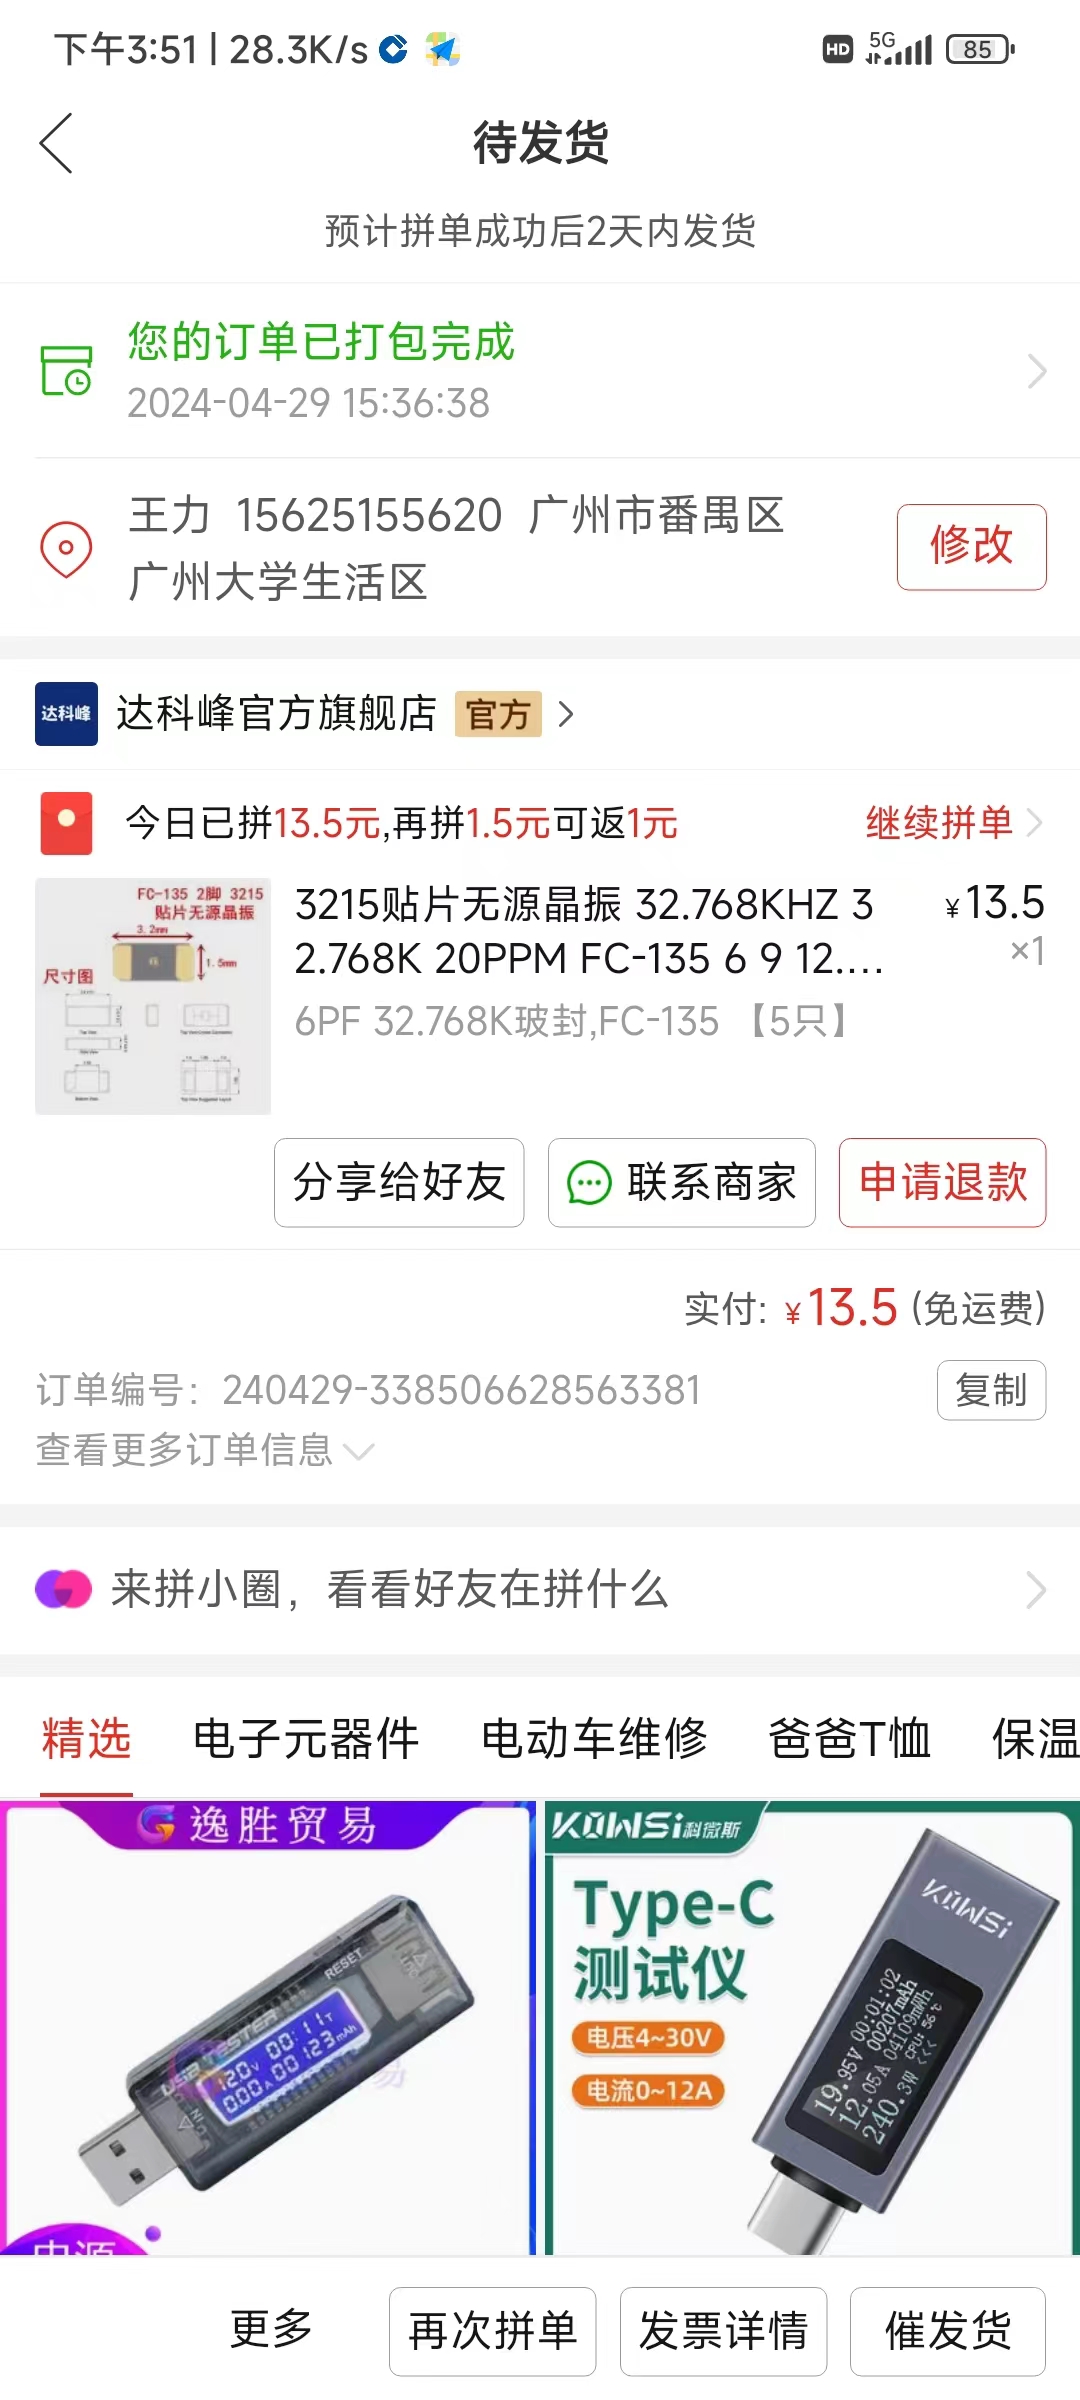 下午3:51 | 28.3K/s
HD 5G 85
待发货
预计拼单成功后2天内发货
您的订单已打包完成
2024-04-29 15:36:38
王力 15625155620 广州市番禺区
广州大学生活区
修改
达科峰
达科峰官方旗舰店 官方
今日已拼13.5元,再拼1.5元可返1元
继续拼单
FC-135 2脚 3215
贴片无源晶振
3.2mm
1.5mm
尺寸图
3215贴片无源晶振 32.768KHZ 3
2.768K 20PPM FC-135 6 9 12....
¥13.5
×1
6PF 32.768K玻封,FC-135 【5只】
分享给好友
联系商家
申请退款
实付: ¥13.5 (免运费)
订单编号: 240429-338506628563381
复制
查看更多订单信息
来拼小圈，看看好友在拼什么
精选 电子元器件 电动车维修 爸爸T恤 保温
逸胜贸易
RESET
KOWSi科微斯
Type-C
测试仪
电压4~30V
电流0~12A
KOWSi
19.95V 00:01:02
12.05A 00207mAh
240.3W 04109mWh
CPU: 56℃
更多
再次拼单
发票详情
催发货